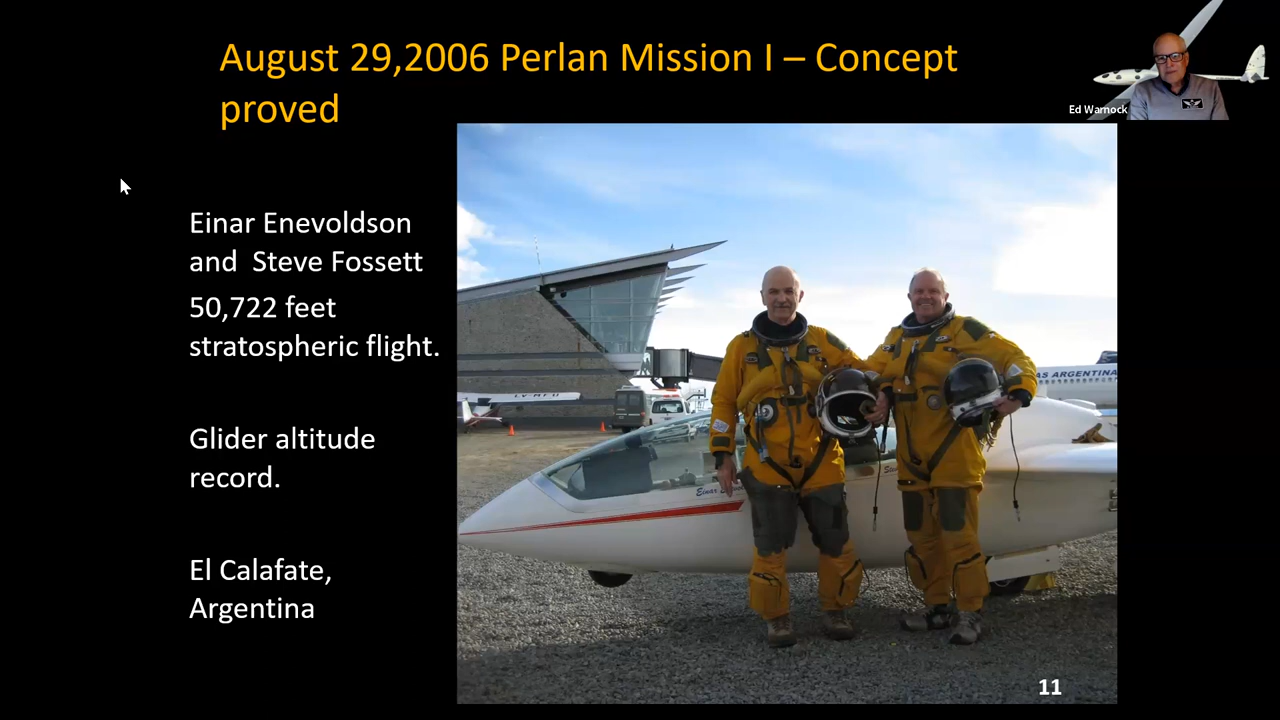 August 29,2006 Perlan Mission I – Concept
proved
Ed Warnock
Einar Enevoldson
and  Steve Fossett
50,722 feet
stratospheric flight.
Glider altitude
record.
El Calafate,
Argentina
AS ARGENTINA
Einar
11